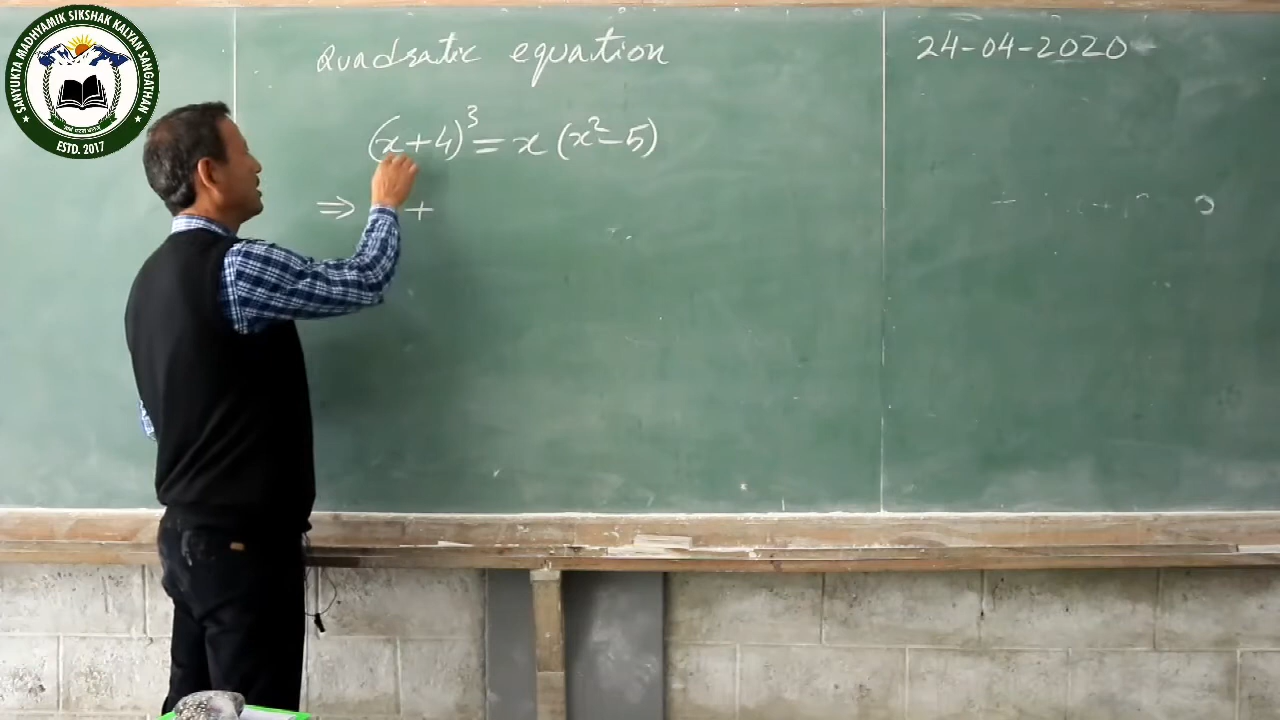 SANYUKTA MADHYAMIK SIKSHAK KALYAN SANGATHAN
ESTD. 2017
Quadratic equation
24-04-2020
(x+4)³ = x (x²-5)
⇒ +